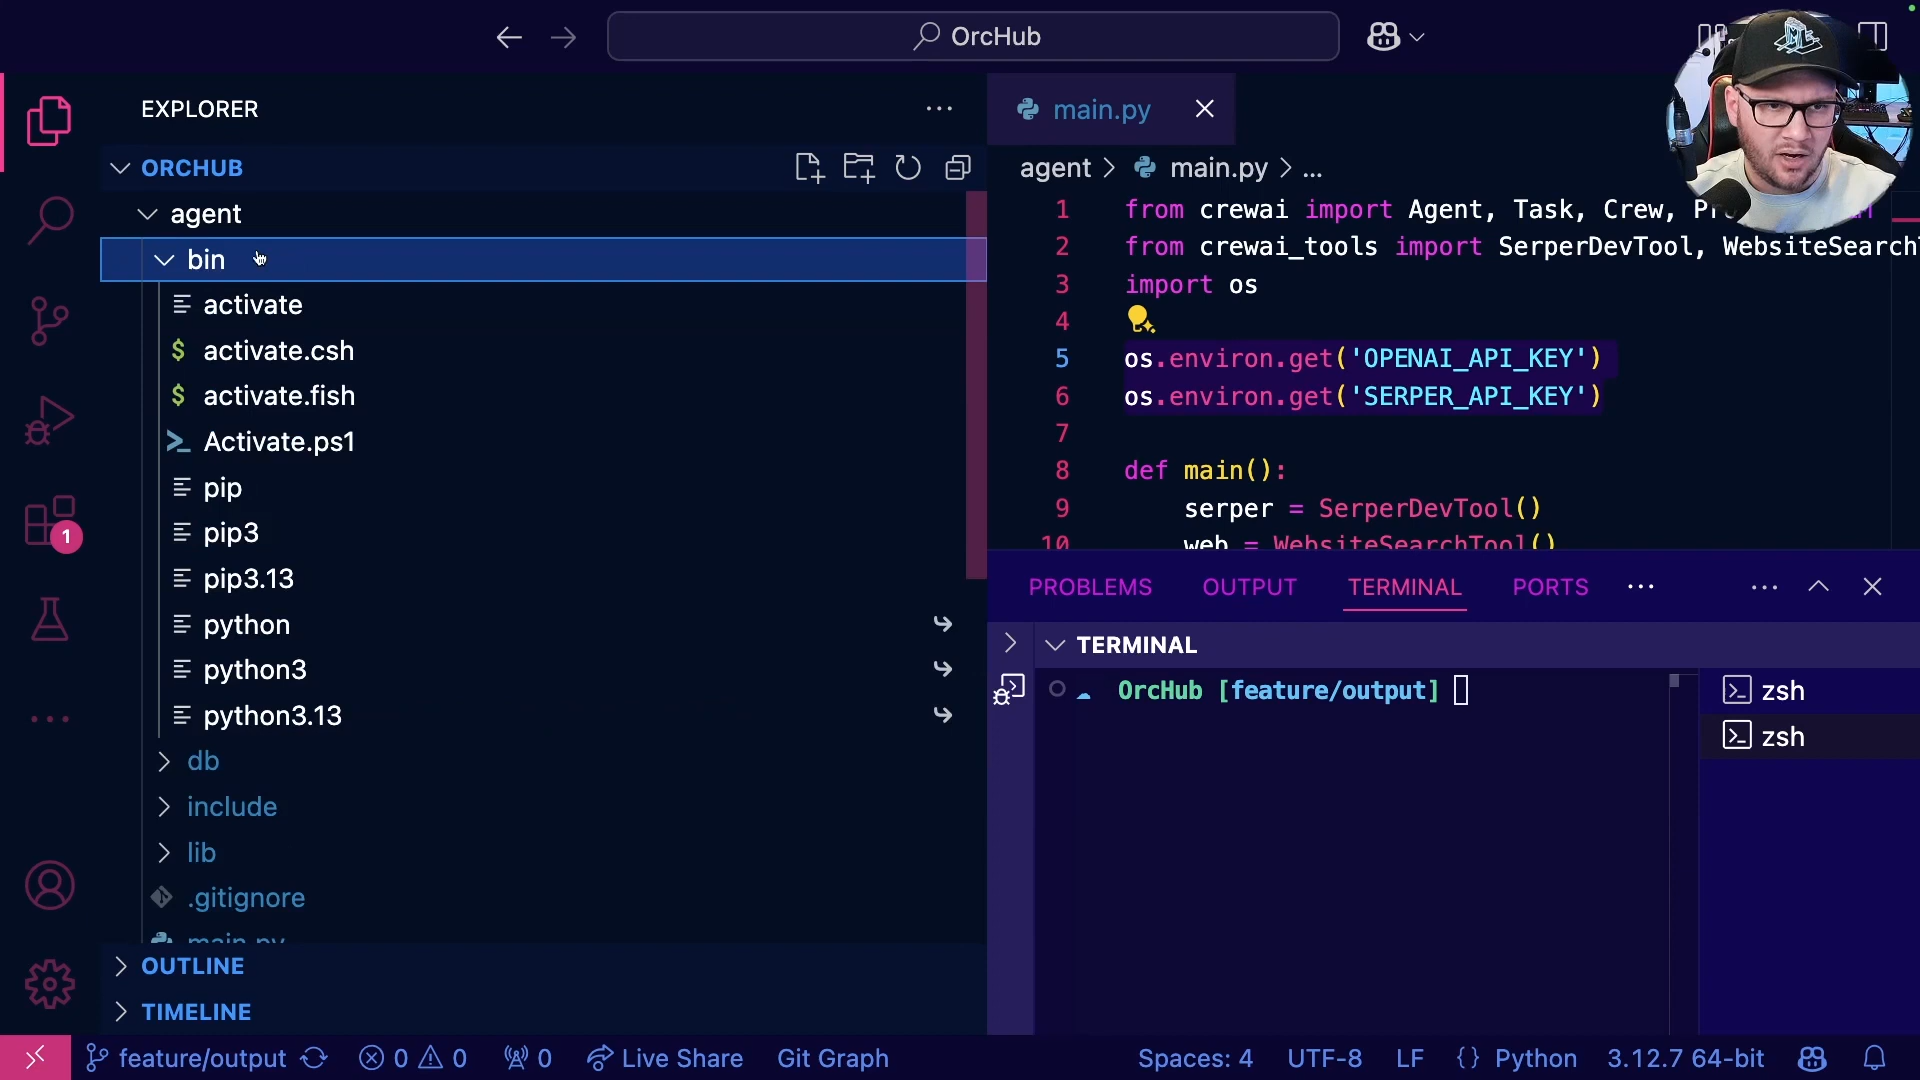 OrcHub
EXPLORER
ORCHUB
agent
bin
activate
activate.csh
activate.fish
Activate.ps1
pip
pip3
pip3.13
python
python3
python3.13
db
include
lib
.gitignore
main.py
OUTLINE
TIMELINE
1
main.py
agent > main.py > ...
1 from crewai import Agent, Task, Crew,
2 from crewai_tools import SerperDevTool, WebsiteSearch
3 import os
4
5 os.environ.get('OPENAI_API_KEY')
6 os.environ.get('SERPER_API_KEY')
7
8 def main():
9 serper = SerperDevTool()
10 web = WebsiteSearchTool()
PROBLEMS OUTPUT TERMINAL PORTS ...
TERMINAL
OrcHub [feature/output]
zsh
zsh
feature/output 0 0 0 Live Share Git Graph Spaces: 4 UTF-8 LF {} Python 3.12.7 64-bit